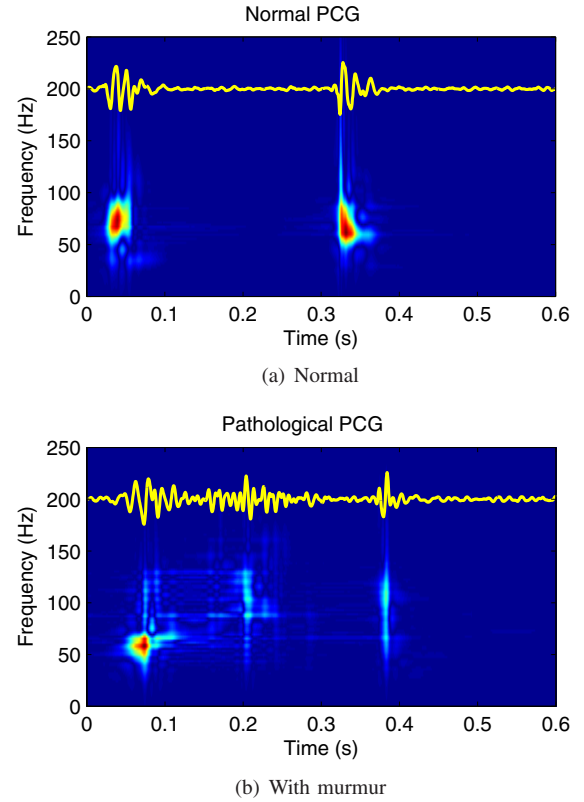 Normal PCG
250
200
150
100
50
0
Frequency (Hz)
0 0.1 0.2 0.3 0.4 0.5 0.6
Time (s)
(a) Normal
Pathological PCG
250
200
150
100
50
0
Frequency (Hz)
0 0.1 0.2 0.3 0.4 0.5 0.6
Time (s)
(b) With murmur